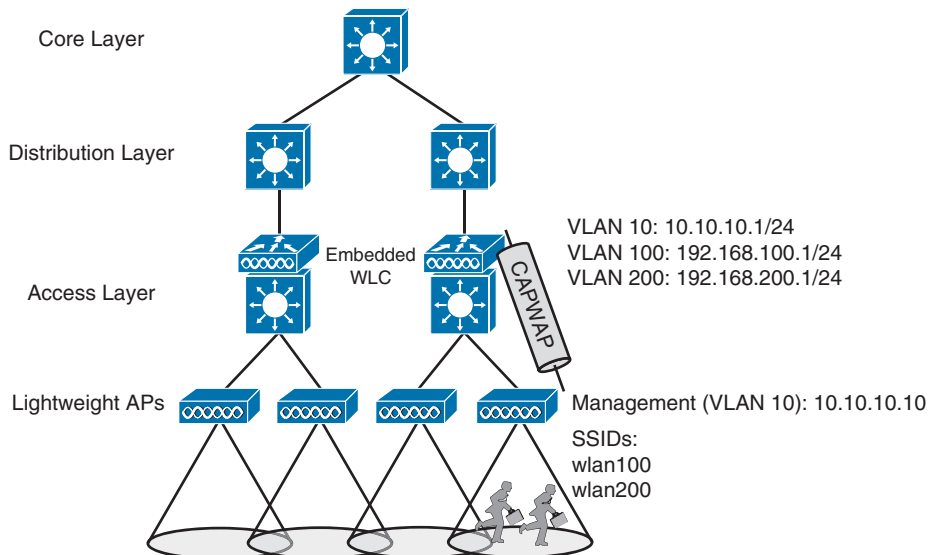 Core Layer
Distribution Layer
Embedded
WLC
VLAN 10: 10.10.10.1/24
VLAN 100: 192.168.100.1/24
VLAN 200: 192.168.200.1/24
Access Layer
CAPWAP
Lightweight APs
Management (VLAN 10): 10.10.10.10
SSIDs:
wlan100
wlan200